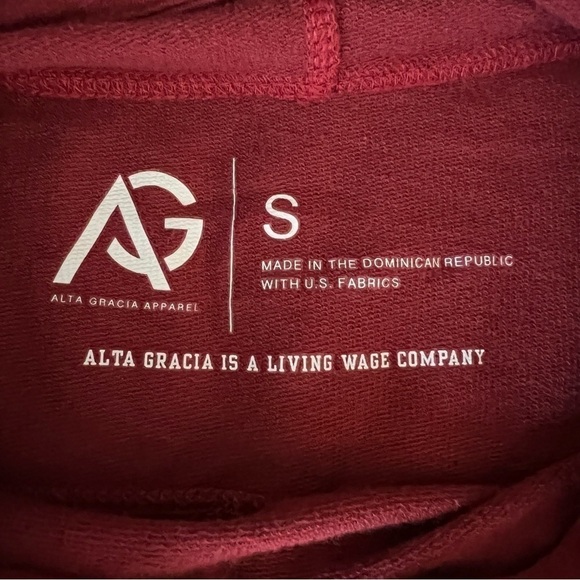 AG
ALTA GRACIA APPAREL
S
MADE IN THE DOMINICAN REPUBLIC
WITH U.S. FABRICS
ALTA GRACIA IS A LIVING WAGE COMPANY